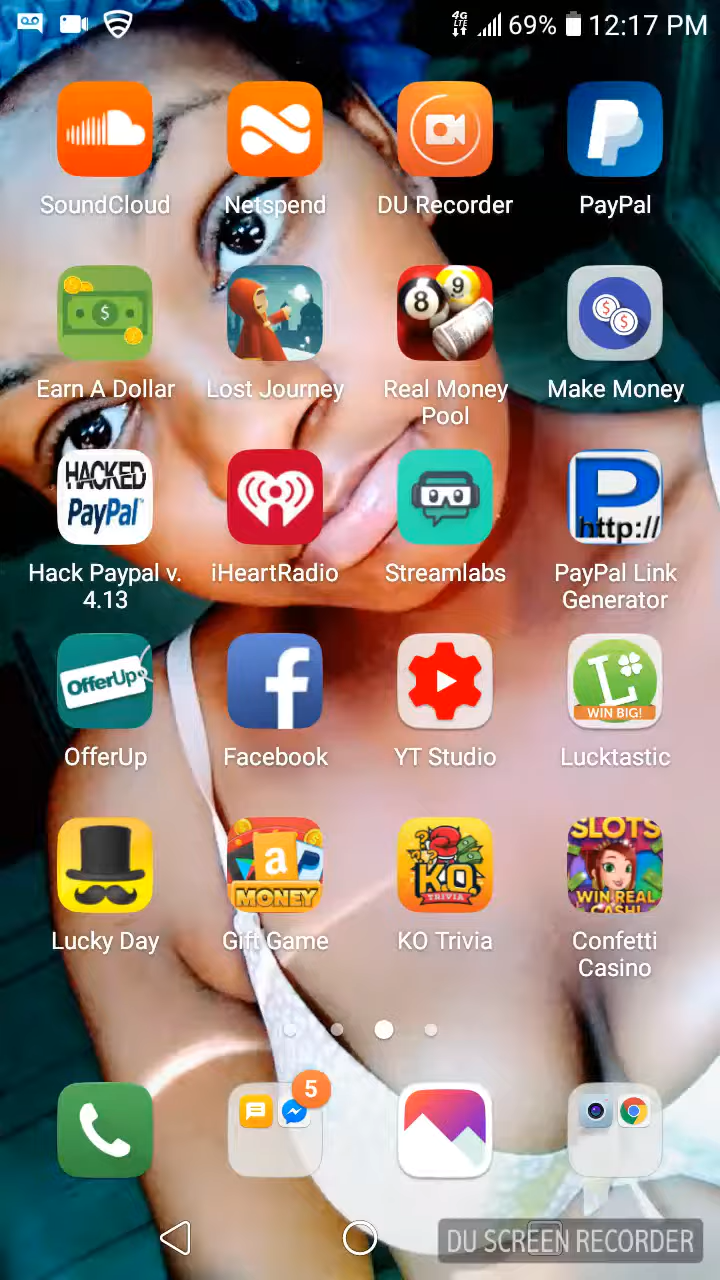 4G
LTE
69%
12:17 PM
SoundCloud
Netspend
DU Recorder
PayPal
$
8
9
$
$
Earn A Dollar
Lost Journey
Real Money
Pool
Make Money
HACKED
PayPal
P
http://
Hack Paypal v.
4.13
iHeartRadio
Streamlabs
PayPal Link
Generator
OfferUp
f
L
WIN BIG!
OfferUp
Facebook
YT Studio
Lucktastic
a
MONEY
K.O.
TRIVIA
SLOTS
WIN REAL
CASH!
Lucky Day
Gift Game
KO Trivia
Confetti
Casino
5
DU SCREEN RECORDER